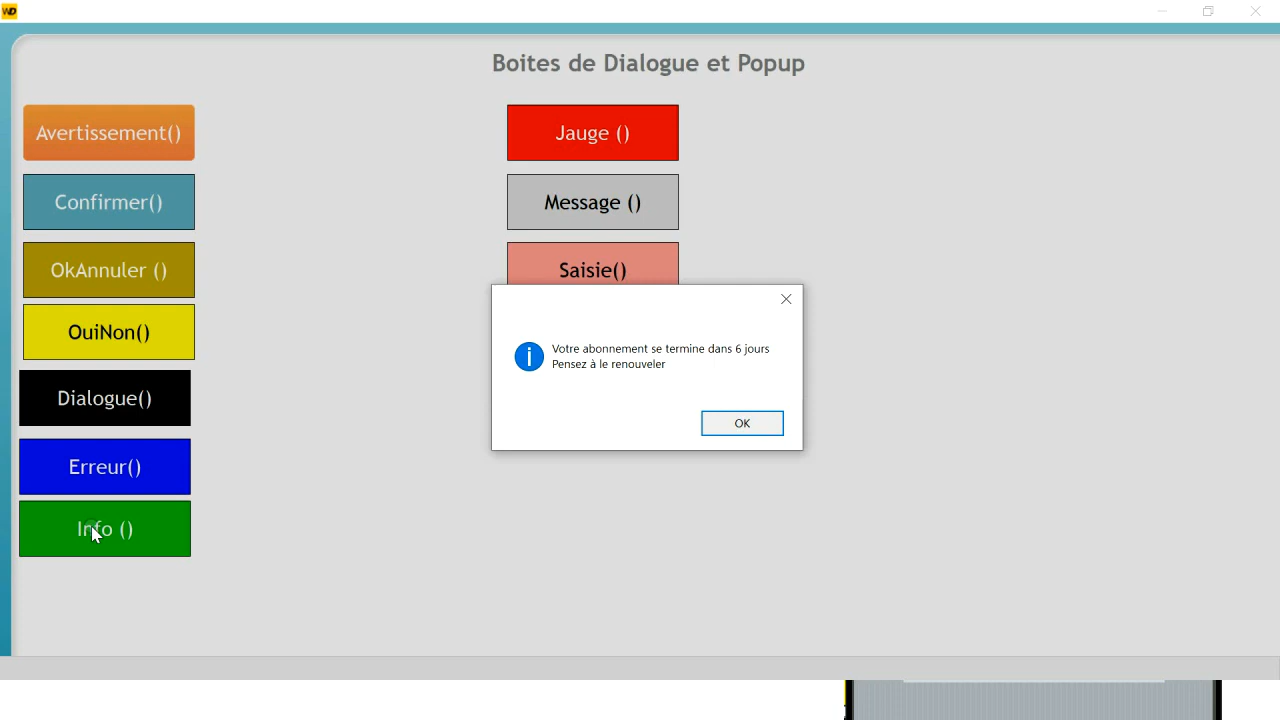 WD
Boites de Dialogue et Popup
Avertissement()
Jauge ()
Confirmer()
Message ()
OkAnnuler ()
Saisie()
OuiNon()
Votre abonnement se termine dans 6 jours
Pensez à le renouveler
Dialogue()
OK
Erreur()
Info ()